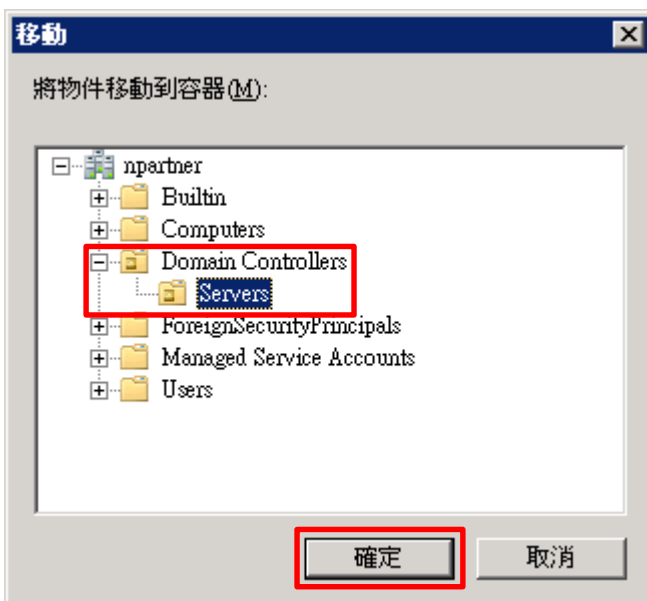 移動
將物件移動到容器(M):
npartner
Builtin
Computers
Domain Controllers
Servers
ForeignSecurityPrincipals
Managed Service Accounts
Users
確定
取消